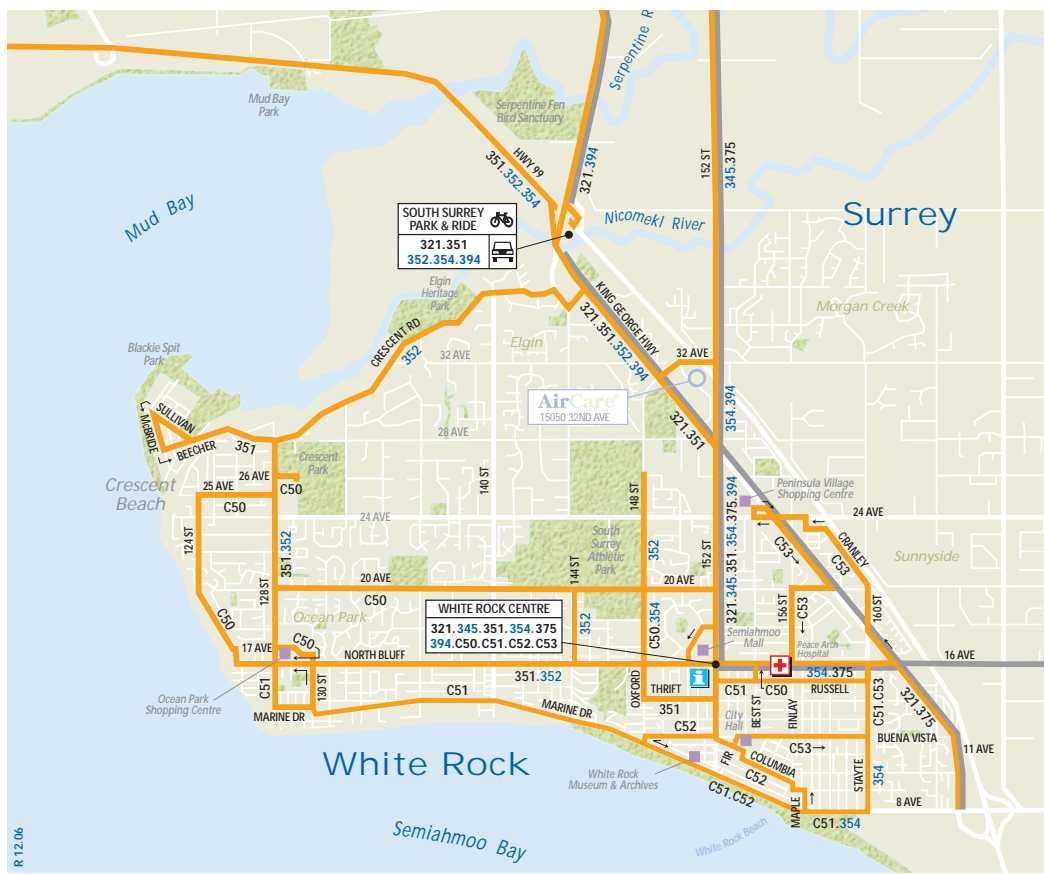 Serpentine R
Mud Bay
Park
Serpentine Fen
Bird Sanctuary
HWY 99
351.352.354
321.394
152 ST
345.375
Mud Bay
SOUTH SURREY
PARK & RIDE
321.351
352.354.394
Nicomekl River
Surrey
Elgin
Heritage
Park
KING GEORGE HWY
321.351.352.394
Morgan Creek
CRESCENT RD
352
Elgin
32 AVE
32 AVE
Blackie Spit
Park
AirCare
15050 32ND AVE
354.394
SULLIVAN
McBRIDE
BEECHER
351
28 AVE
321.351
Crescent
Park
26 AVE
Crescent
Beach
25 AVE
C50
C50
140 ST
148 ST
Peninsula Village
Shopping Centre
24 AVE
24 AVE
124 ST
351.352
South
Surrey
Athletic
Park
352
152 ST
321.345.351.354.375.394
C53
CRANLEY
C53
Sunnyside
128 ST
20 AVE
C50
144 ST
20 AVE
156 ST
C53
160 ST
C50
Ocean Park
352
C50.354
WHITE ROCK CENTRE
321.345.351.354.375
394.C50.C51.C52.C53
Semiahmoo
Mall
Peace Arch
Hospital
17 AVE
C50
NORTH BLUFF
16 AVE
351.352
354.375
C51
130 ST
Ocean Park
Shopping Centre
MARINE DR
C51
MARINE DR
OXFORD
THRIFT
351
C51
C50
RUSSELL
BEST ST
FINLAY
C51.C53
321.375
City
Hall
C52
C53
BUENA VISTA
11 AVE
White Rock
FIR
COLUMBIA
C52
STAYTE
354
White Rock
Museum & Archives
C51.C52
MAPLE
8 AVE
C51.354
Semiahmoo Bay
White Rock Beach
R 12.06